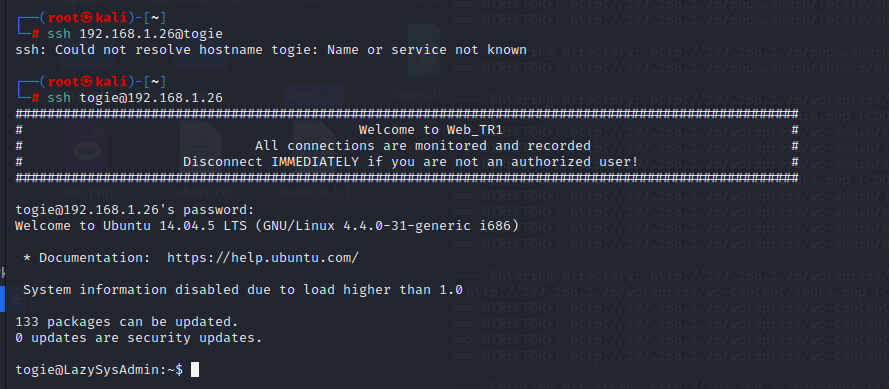 (root㉿kali)-[~]
# ssh 192.168.1.26@togie
ssh: Could not resolve hostname togie: Name or service not known
(root㉿kali)-[~]
# ssh togie@192.168.1.26
##################################################################################################
# Welcome to Web_TR1 #
# All connections are monitored and recorded #
# Disconnect IMMEDIATELY if you are not an authorized user! #
##################################################################################################
togie@192.168.1.26's password:
Welcome to Ubuntu 14.04.5 LTS (GNU/Linux 4.4.0-31-generic i686)
* Documentation: https://help.ubuntu.com/
System information disabled due to load higher than 1.0
133 packages can be updated.
0 updates are security updates.
togie@LazySysAdmin:~$